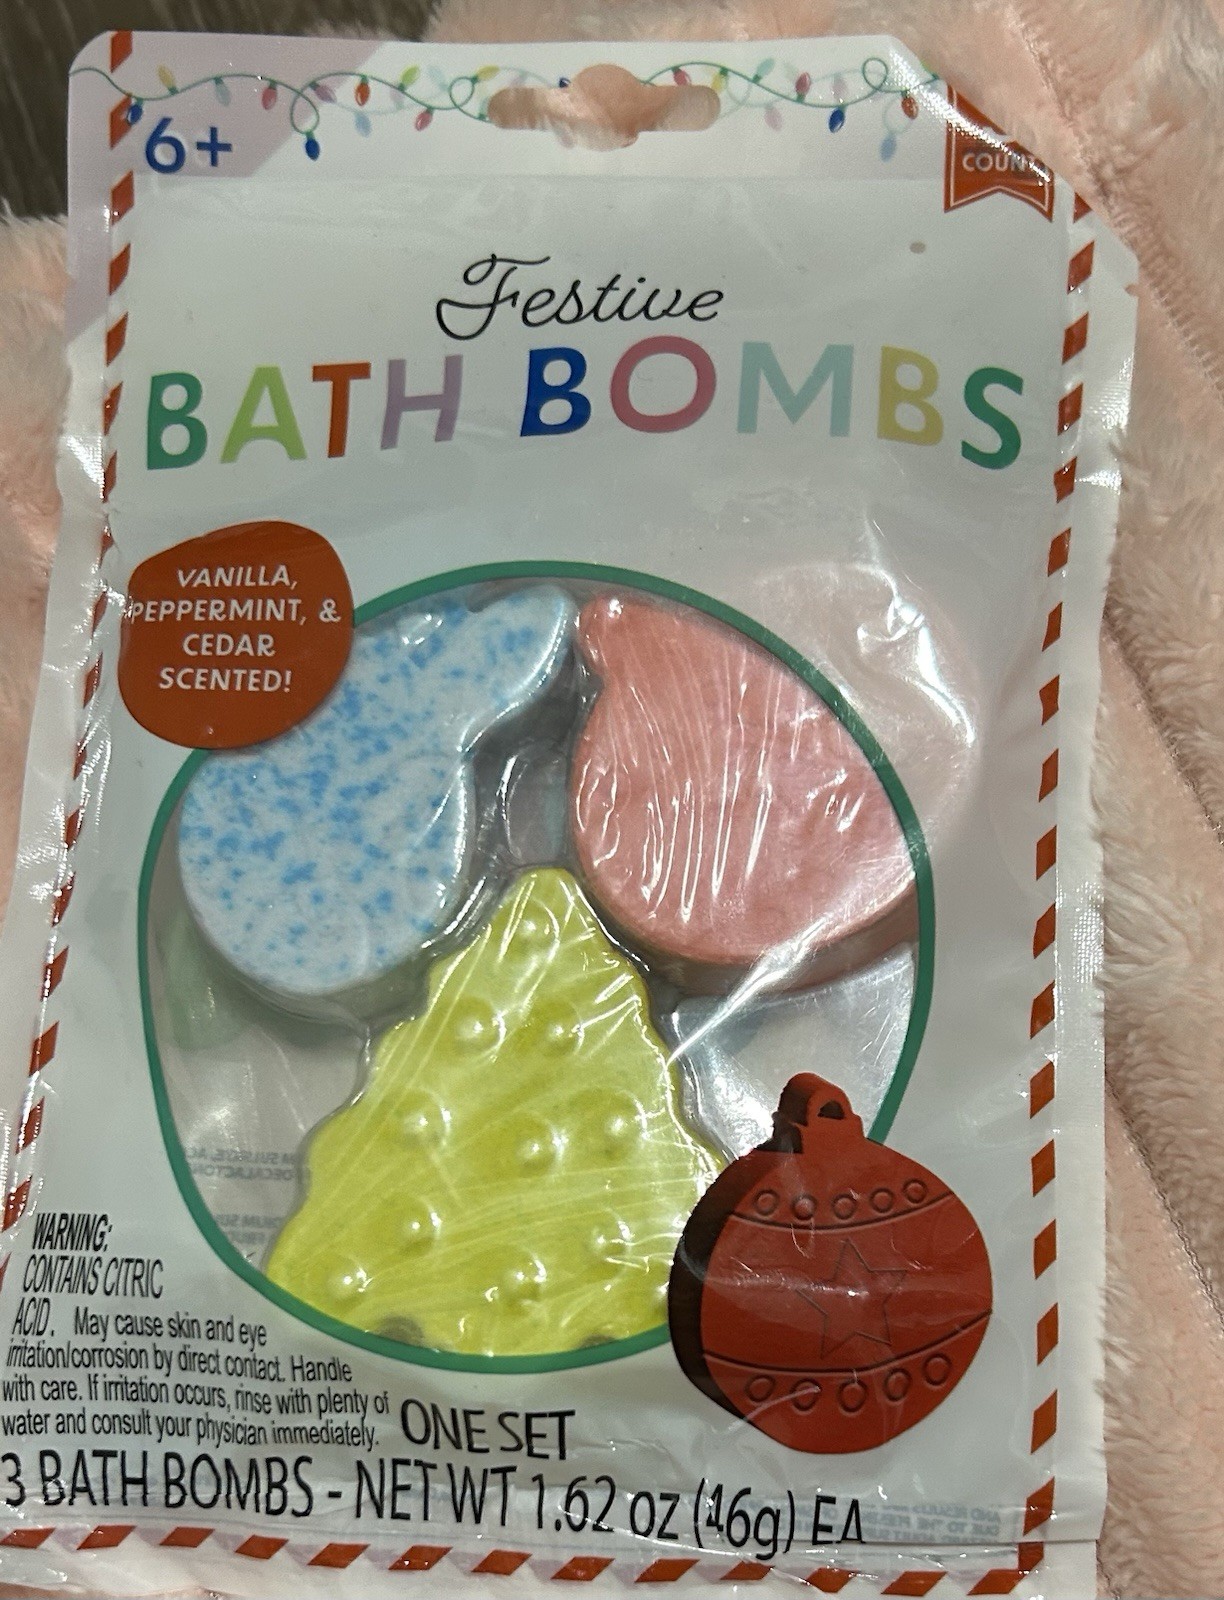 6+
COUNT
Festive
BATH BOMBS
VANILLA,
PEPPERMINT, &
CEDAR
SCENTED!
WARNING:
CONTAINS CITRIC
ACID. May cause skin and eye
irritation/corrosion by direct contact. Handle
with care. If irritation occurs, rinse with plenty of
water and consult your physician immediately.
ONE SET
3 BATH BOMBS - NET WT 1.62 oz (46g) EA